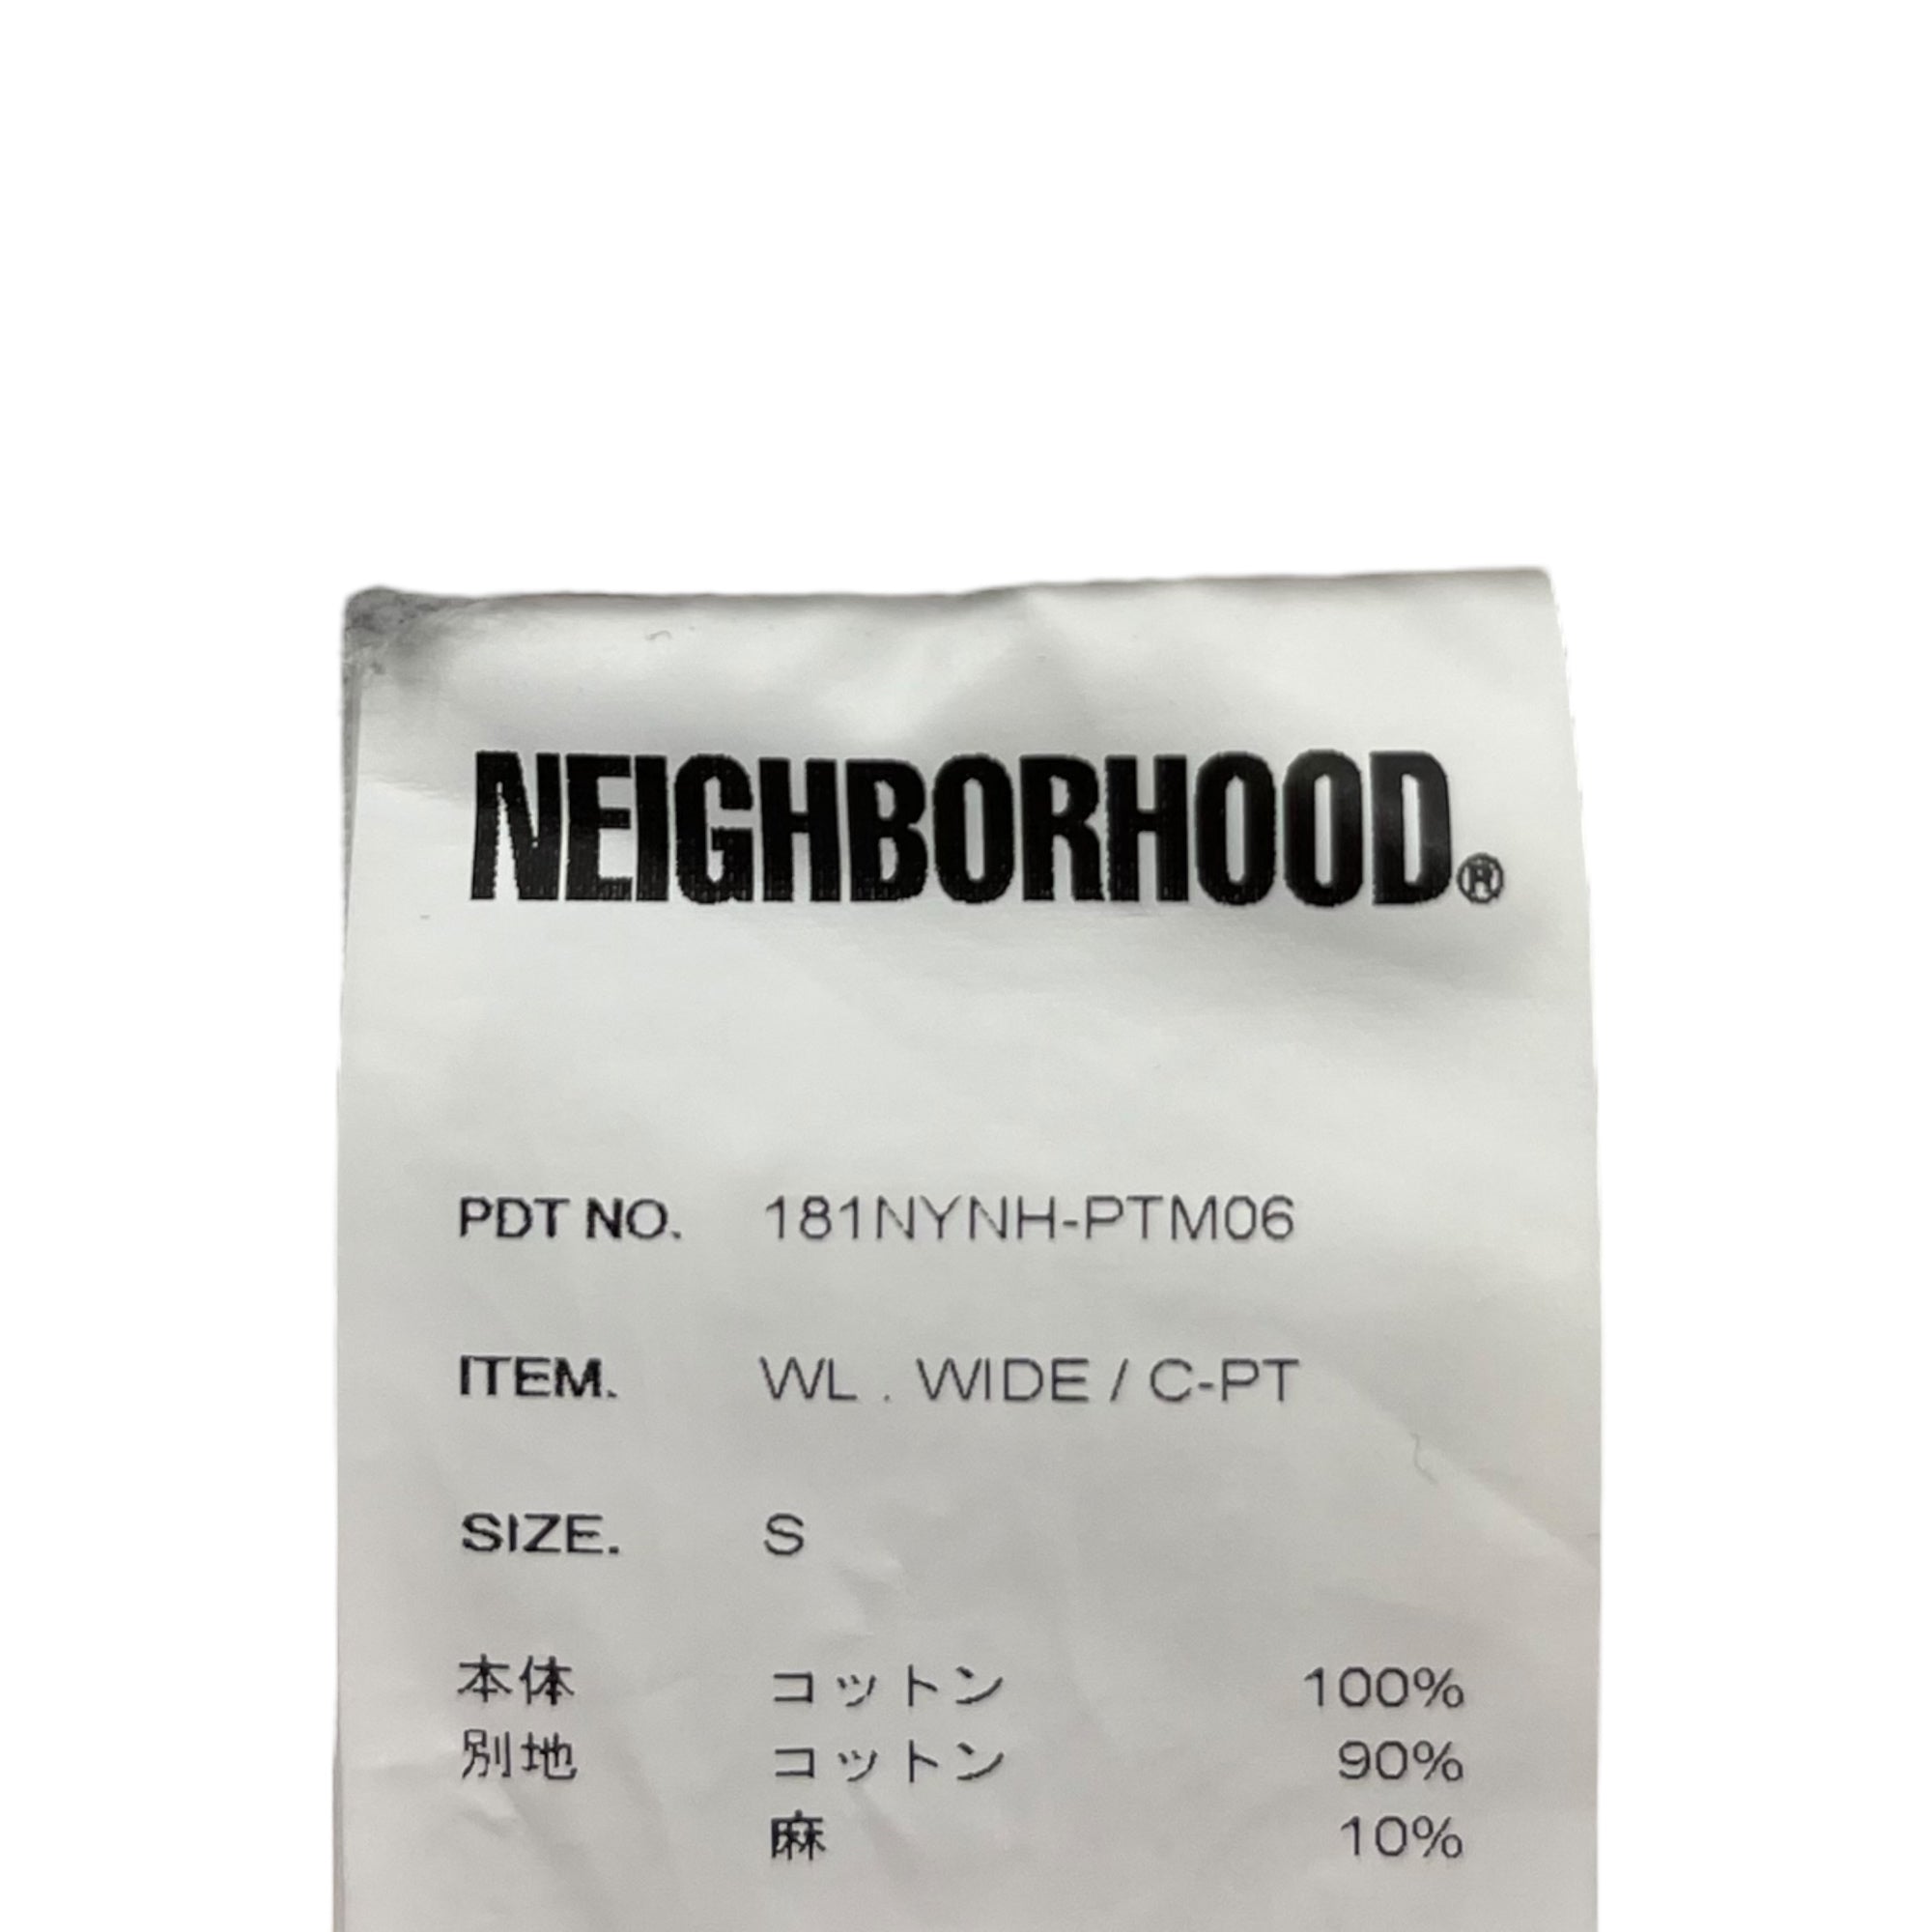 NEIGHBORHOOD®
PDT NO. 181NYNH-PTM06
ITEM. WL . WIDE / C-PT
SIZE. S
本体 コットン 100%
別地 コットン 90%
麻 10%